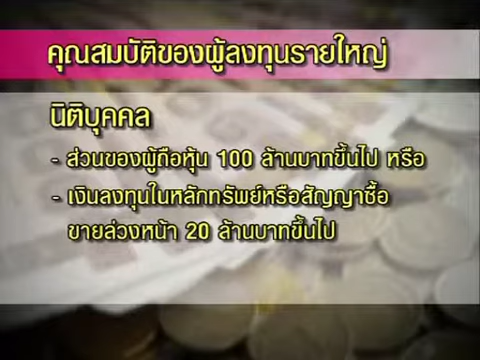 คุณสมบัติของผู้ลงทุนรายใหญ่
นิติบุคคล
- ส่วนของผู้ถือหุ้น 100 ล้านบาทขึ้นไป หรือ
- เงินลงทุนในหลักทรัพย์หรือสัญญาซื้อ
ขายล่วงหน้า 20 ล้านบาทขึ้นไป